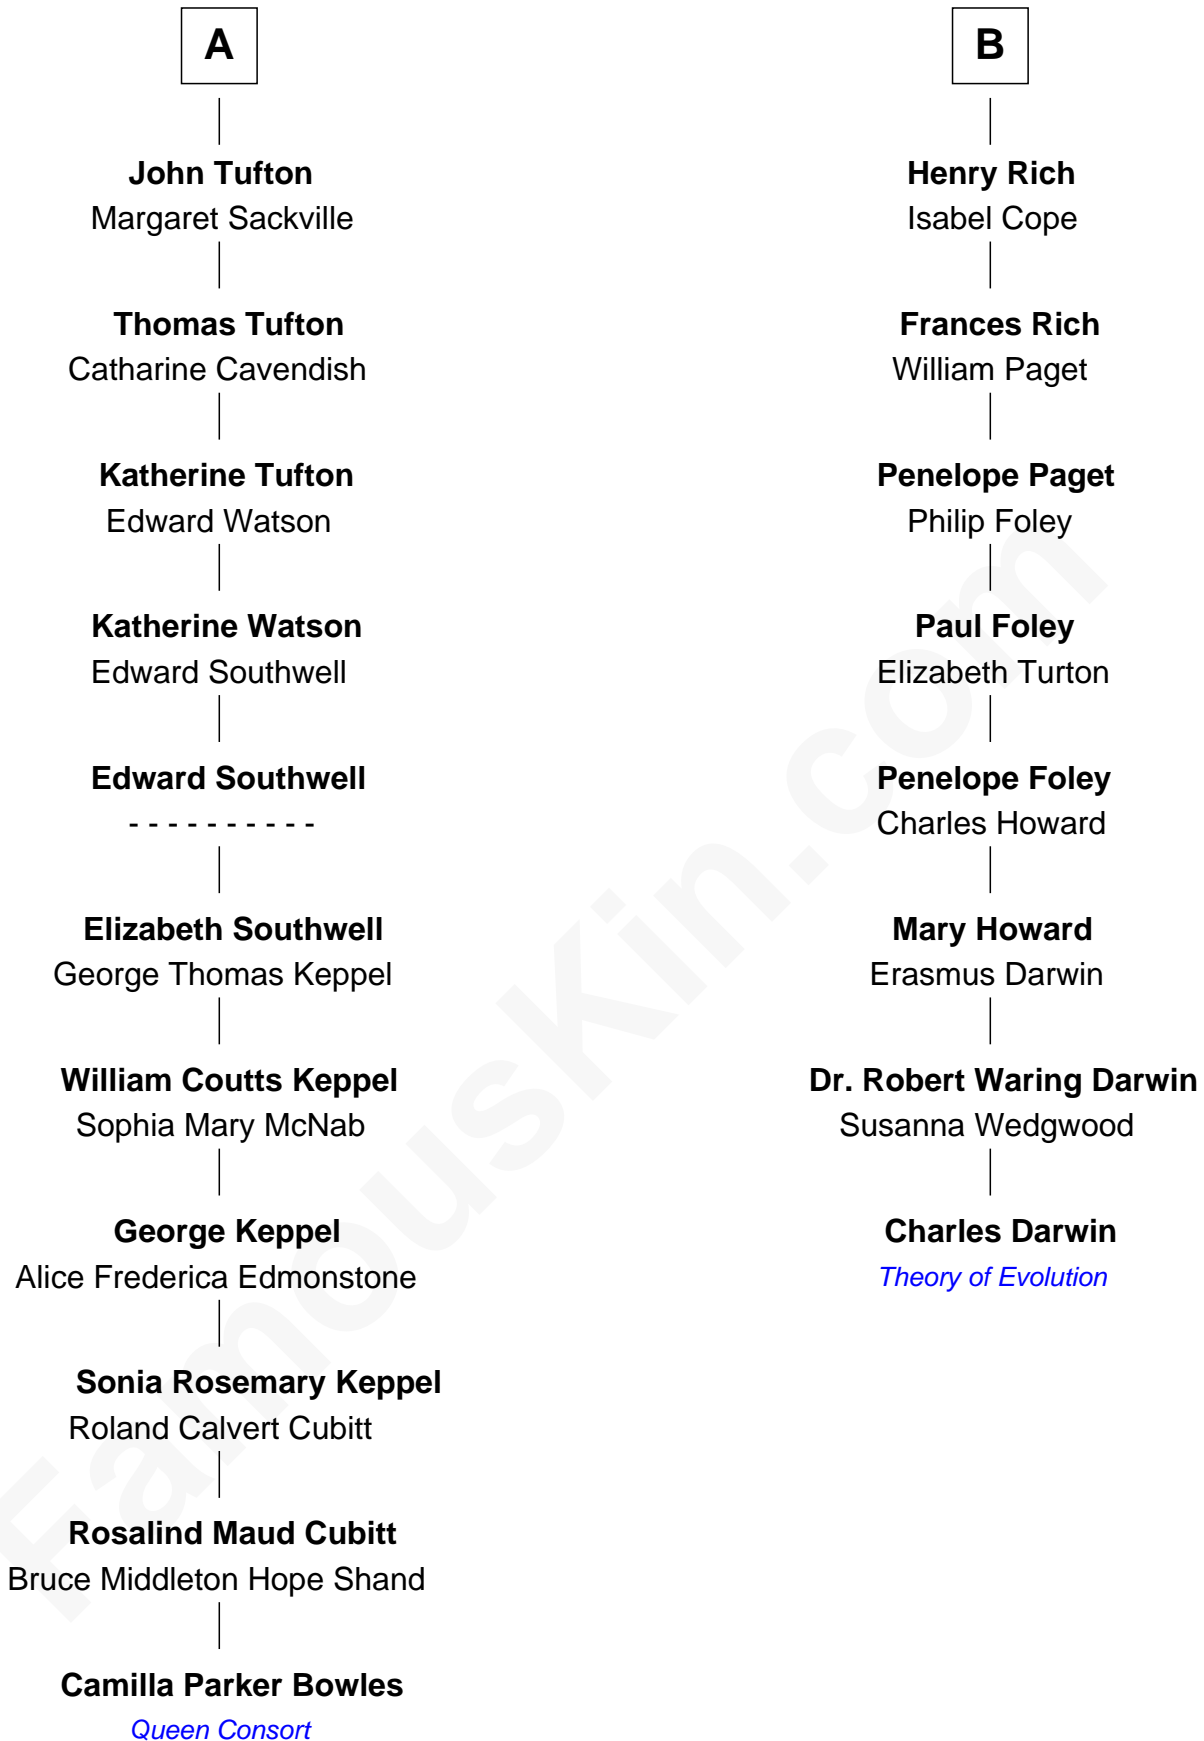 A
John Tufton
Margaret Sackville
Thomas Tufton
Catharine Cavendish
Katherine Tufton
Edward Watson
Katherine Watson
Edward Southwell
Edward Southwell
- - - - - - - - - -
Elizabeth Southwell
George Thomas Keppel
William Coutts Keppel
Sophia Mary McNab
George Keppel
Alice Frederica Edmonstone
Sonia Rosemary Keppel
Roland Calvert Cubitt
Rosalind Maud Cubitt
Bruce Middleton Hope Shand
Camilla Parker Bowles
Queen Consort
B
Henry Rich
Isabel Cope
Frances Rich
William Paget
Penelope Paget
Philip Foley
Paul Foley
Elizabeth Turton
Penelope Foley
Charles Howard
Mary Howard
Erasmus Darwin
Dr. Robert Waring Darwin
Susanna Wedgwood
Charles Darwin
Theory of Evolution
FamousKin.com